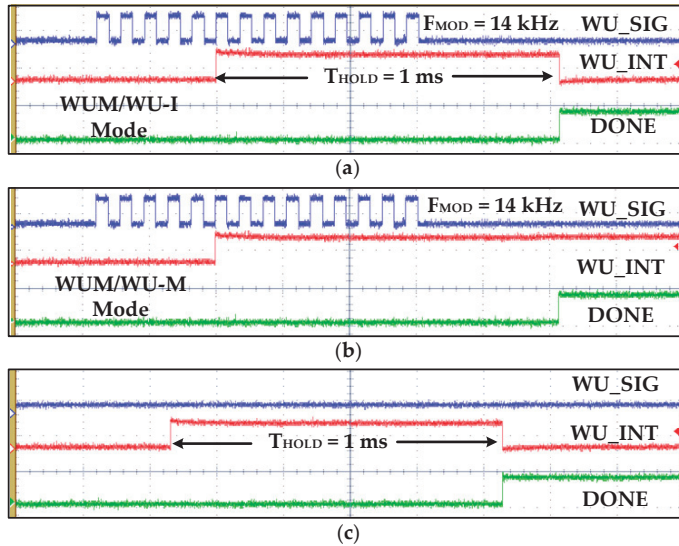 FMOD = 14 kHz WU_SIG
WU_INT
THOLD = 1 ms
WUM/WU-I
Mode
DONE
(a)
FMOD = 14 kHz WU_SIG
WU_INT
WUM/WU-M
Mode
DONE
(b)
WU_SIG
THOLD = 1 ms
WU_INT
DONE
(c)